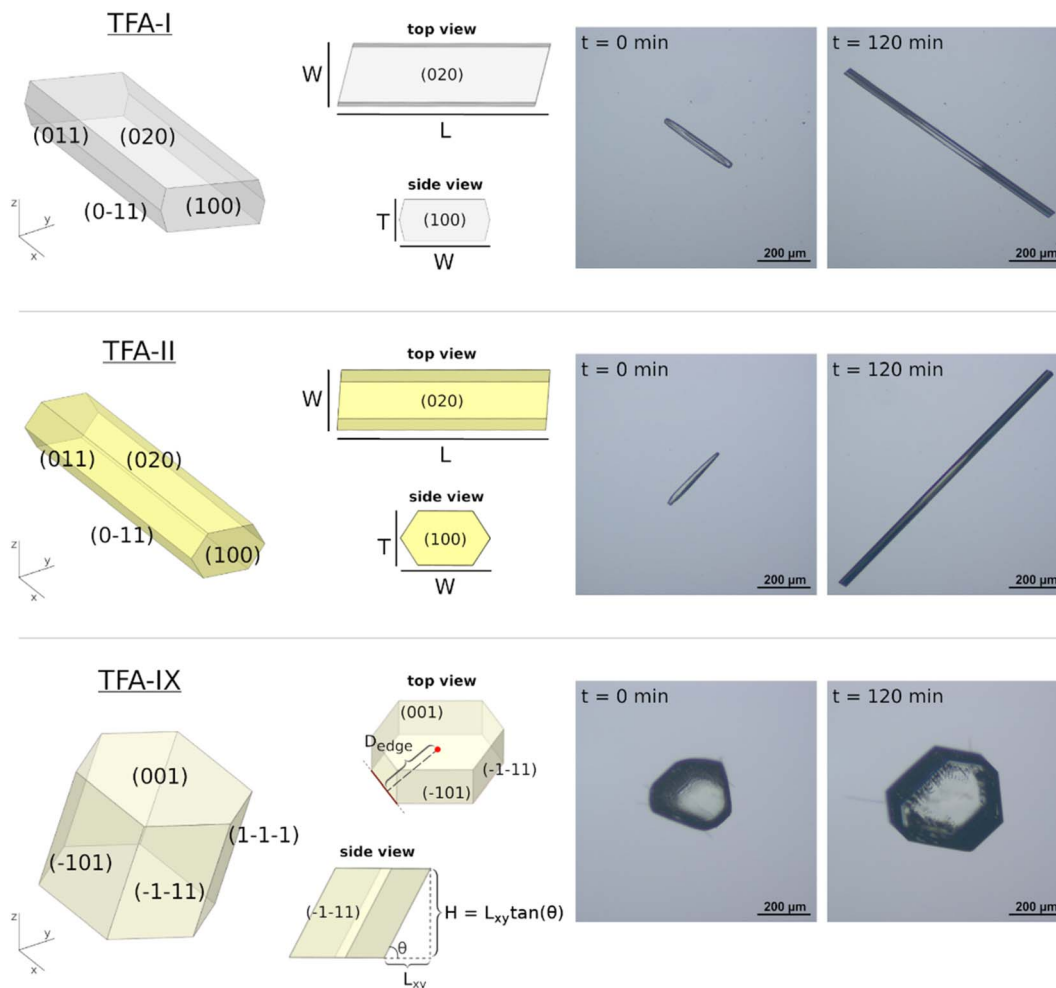 TFA-I
(011)
(020)
(0-11)
(100)
z
y
x
top view
W
(020)
L
side view
T
(100)
W
t = 0 min
200 µm
t = 120 min
200 µm
TFA-II
(011)
(020)
(0-11)
(100)
z
y
x
top view
W
(020)
L
side view
T
(100)
W
t = 0 min
200 µm
t = 120 min
200 µm
TFA-IX
(001)
(1-1-1)
(-101)
(-1-11)
z
y
x
top view
(001)
Dedge
(-1-11)
(-101)
side view
(-1-11)
H = Lxytan(θ)
θ
Lxy
t = 0 min
200 µm
t = 120 min
200 µm